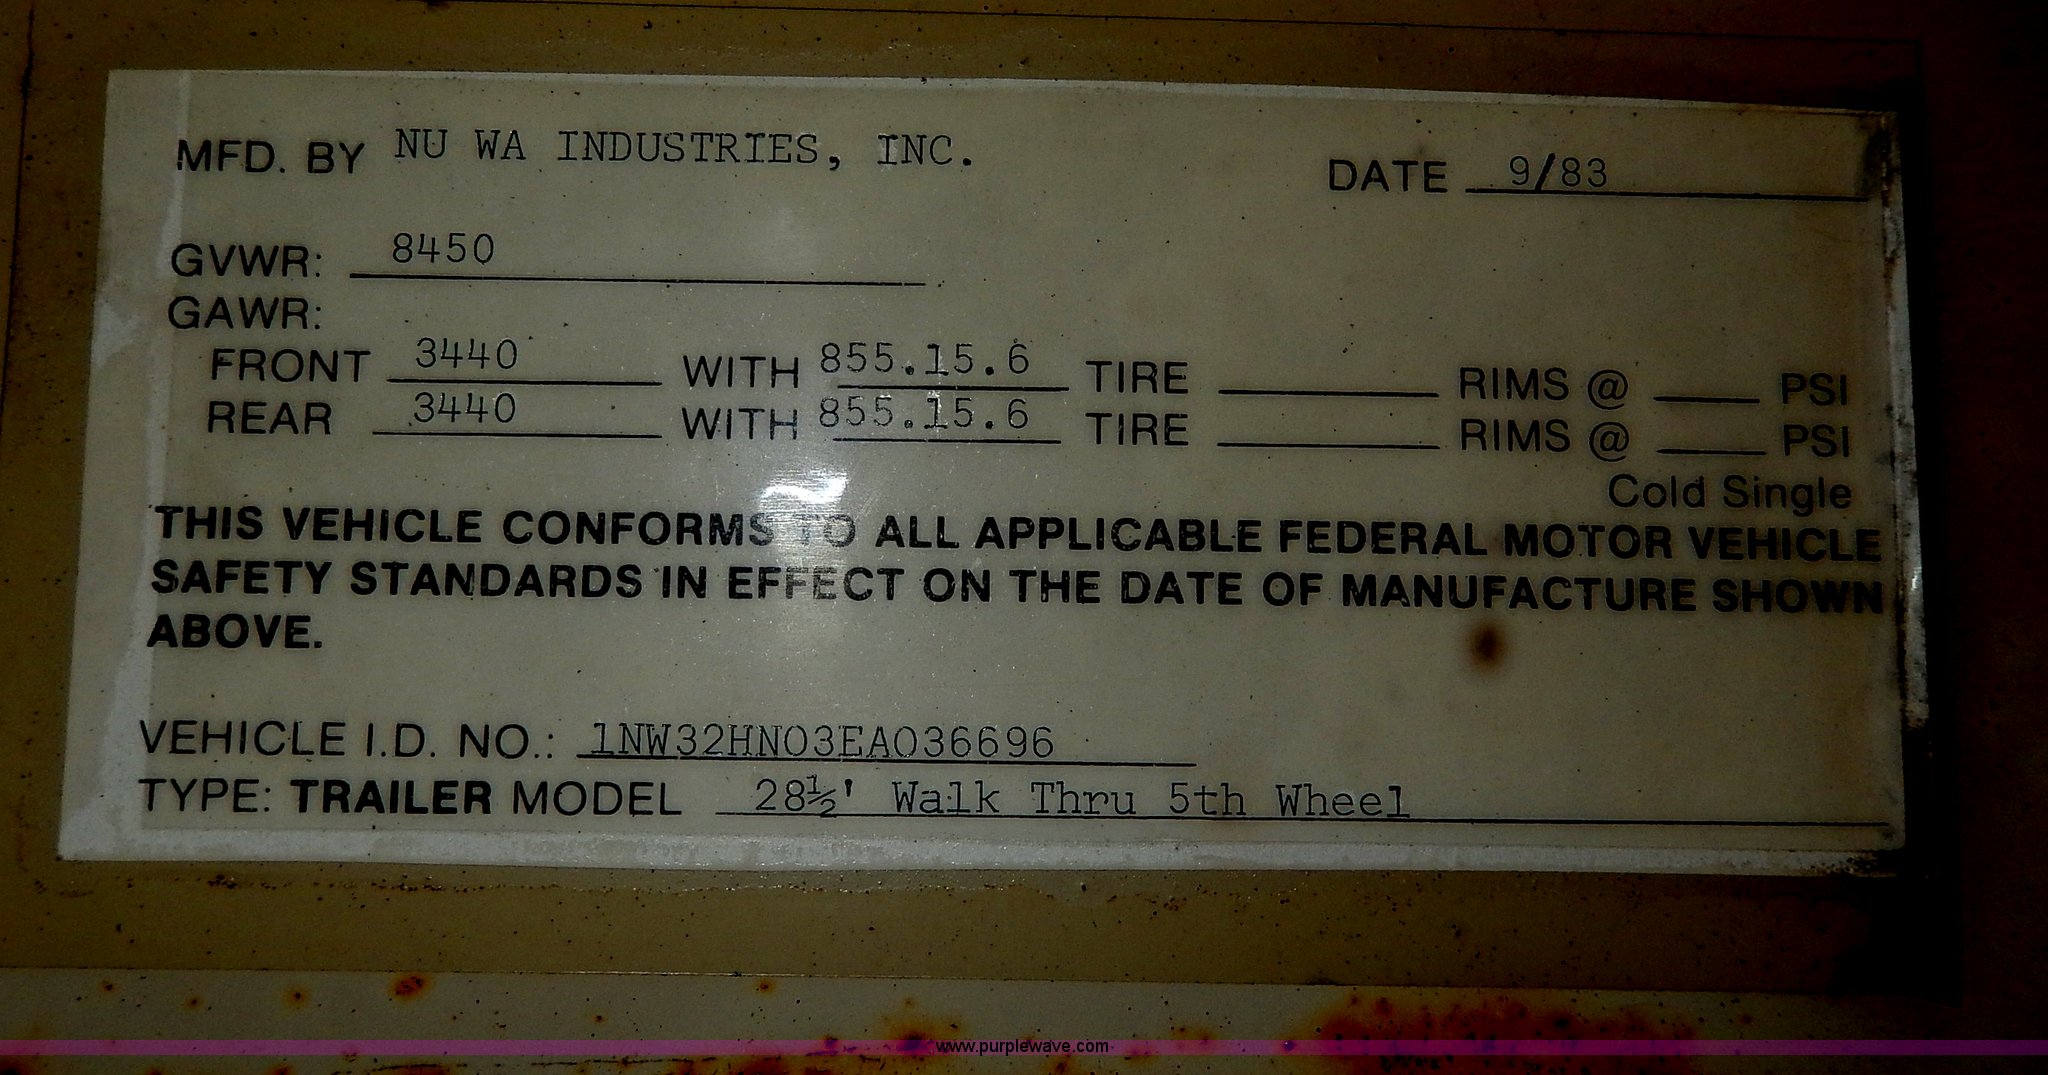 MFD. BY NU WA INDUSTRIES, INC. DATE 9/83
GVWR: 8450
GAWR:
FRONT 3440 WITH 855.15.6 TIRE RIMS @ PSI
REAR 3440 WITH 855.15.6 TIRE RIMS @ PSI
Cold Single
THIS VEHICLE CONFORMS TO ALL APPLICABLE FEDERAL MOTOR VEHICLE
SAFETY STANDARDS IN EFFECT ON THE DATE OF MANUFACTURE SHOWN
ABOVE.
VEHICLE I.D. NO.: 1NW32HN03EA036696
TYPE: TRAILER MODEL 28½' Walk Thru 5th Wheel
www.purplewave.com